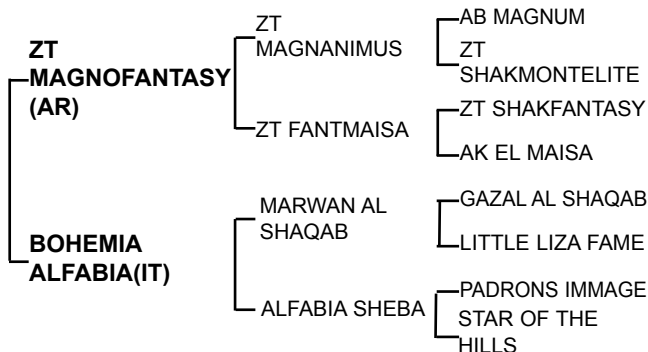 AB MAGNUM
ZT
MAGNANIMUS
ZT
SHAKMONTELITE
ZT
MAGNOFANTASY
(AR)
ZT SHAKFANTASY
ZT FANTMAISA
AK EL MAISA
GAZAL AL SHAQAB
MARWAN AL
SHAQAB
LITTLE LIZA FAME
BOHEMIA
ALFABIA(IT)
PADRONS IMMAGE
ALFABIA SHEBA
STAR OF THE
HILLS